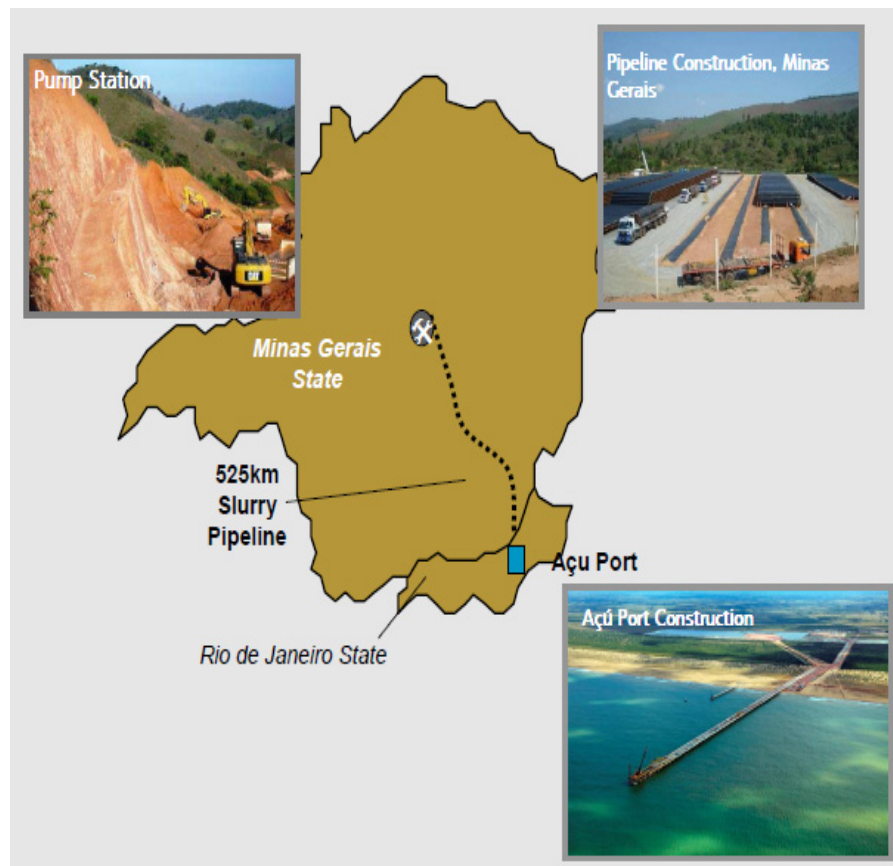 Pump Station
Pipeline Construction, Minas
Gerais
Minas Gerais
State
525km
Slurry
Pipeline
Açu Port
Rio de Janeiro State
Açú Port Construction
CAT